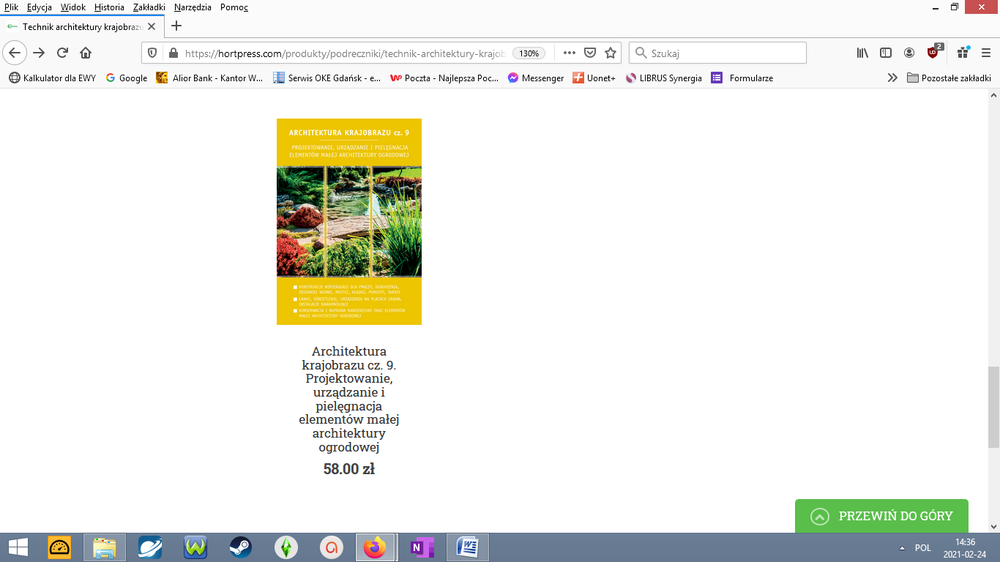 Plik Edycja Widok Historia Zakładki Narzędzia Pomoc
Technik architektury krajobrazu
https://hortpress.com/produkty/podreczniki/technik-architektury-krajob 130% Szukaj 2
Kalkulator dla EWY Google Alior Bank - Kantor W... Serwis OKE Gdańsk - e... Poczta - Najlepsza Poc... Messenger Uonet+ LIBRUS Synergia Formularze Pozostałe zakładki
ARCHITEKTURA KRAJOBRAZU cz. 9
PROJEKTOWANIE, URZĄDZANIE I PIELĘGNACJA
ELEMENTÓW MAŁEJ ARCHITEKTURY OGRODOWEJ
KONSTRUKCJE WSPIERAJĄCE DLA PNĄCZY, OGRODZENIA,
ZBIORNIKI WODNE, MOSTKI, KŁADKI, POMOSTY, TARASY
ŁAWKI, OŚWIETLENIE, URZĄDZENIA NA PLACACH ZABAW,
INSTALACJE NAWADNIAJĄCE
KONSERWACJA I NAPRAWA NAWIERZCHNI ORAZ ELEMENTÓW
MAŁEJ ARCHITEKTURY OGRODOWEJ
Architektura
krajobrazu cz. 9.
Projektowanie,
urządzanie i
pielęgnacja
elementów małej
architektury
ogrodowej
58.00 zł
PRZEWIŃ DO GÓRY
POL
14:36
2021-02-24